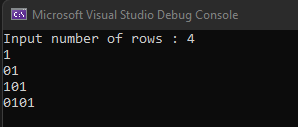 Microsoft Visual Studio Debug Console
Input number of rows : 4
1
01
101
0101